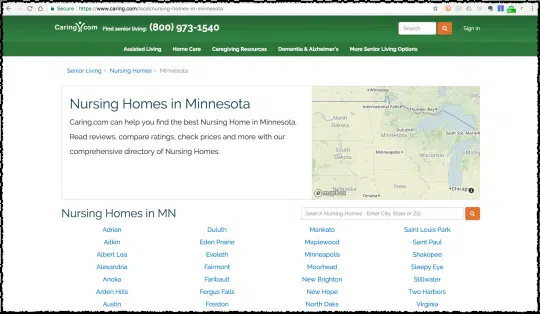 Secure https://www.caring.com/local/nursing-homes-in-minnesota
Caring.com Find senior living: (800) 973-1540
Search
Sign in
Assisted Living Home Care Caregiving Resources Dementia & Alzheimer's More Senior Living Options
Senior Living > Nursing Homes > Minnesota
Nursing Homes in Minnesota
Caring.com can help you find the best Nursing Home in Minnesota.
Read reviews, compare ratings, check prices and more with our
comprehensive directory of Nursing Homes.
Winnipeg
International Falls
Thunder Bay
North
Dakota
Duluth
Minnesota
Sault Ste. Marie
South
Dakota
Minneapolis
Wisconsin
Nebraska
Omaha
Chicago
mapbox
Nursing Homes in MN
Search Nursing Homes - Enter City, State or Zip
Adrian Duluth Mankato Saint Louis Park
Aitkin Eden Prairie Maplewood Saint Paul
Albert Lea Eveleth Minneapolis Shakopee
Alexandria Fairmont Moorhead Sleepy Eye
Anoka Faribault New Brighton Stillwater
Arden Hills Fergus Falls New Hope Two Harbors
Austin Fosston North Oaks Virginia